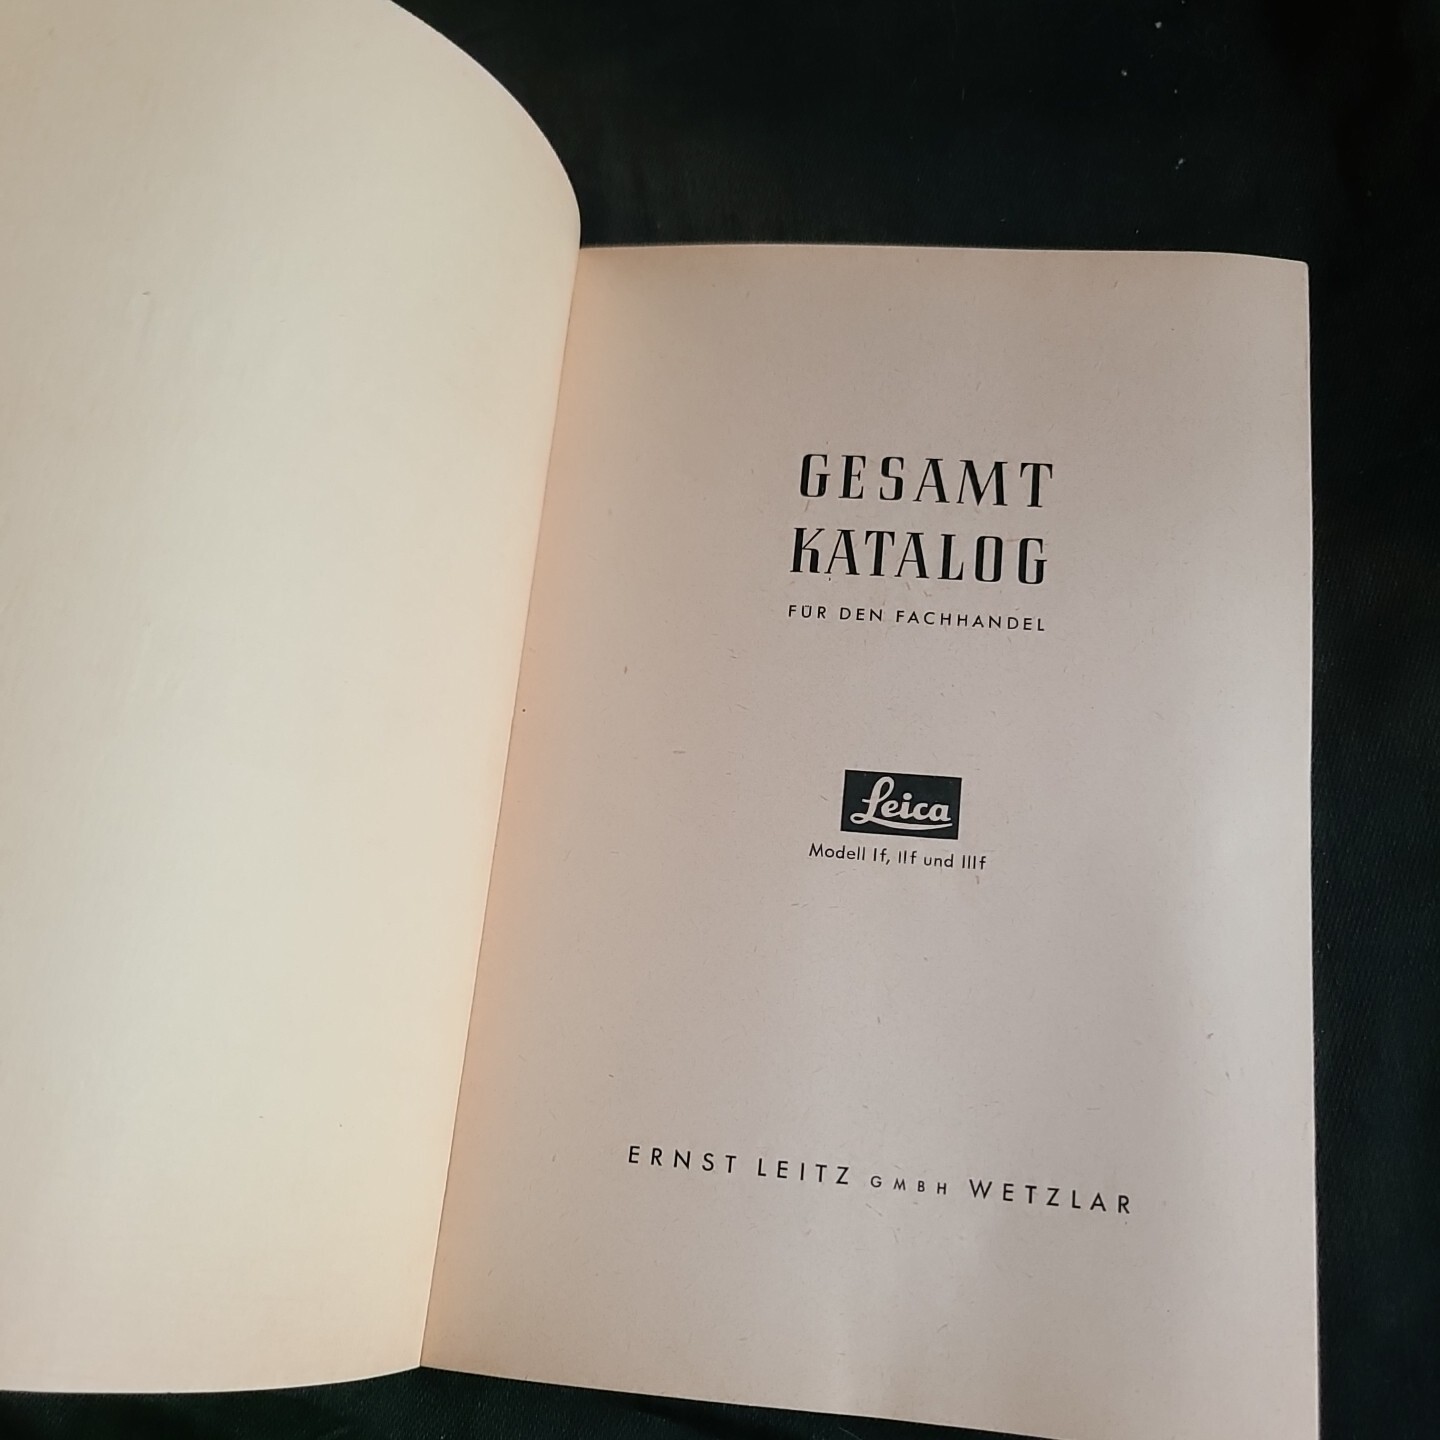 GESAMT
KATALOG
FÜR DEN FACHHANDEL
Leica
Modell If, IIf und IIIf
ERNST LEITZ GMBH WETZLAR